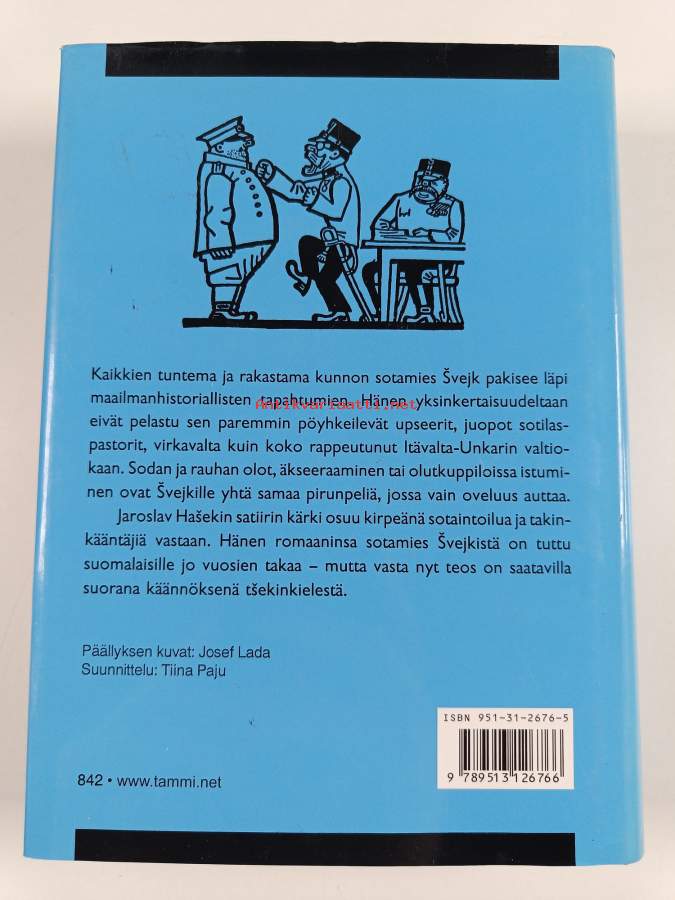 Kaikkien tuntema ja rakastama kunnon sotamies Švejk pakisee läpi
maailmanhistoriallisten tapahtumien. Hänen yksinkertaisuudeltaan
Antikvariaatti.net
eivät pelastu sen paremmin pöyhkeilevät upseerit, juopot sotilas-
pastorit, virkavalta kuin koko rappeutunut Itävalta-Unkarin valtio-
kaan. Sodan ja rauhan olot, äkseeraaminen tai olutkuppiloissa istumi-
nen ovat Švejkille yhtä samaa pirunpeliä, jossa vain oveluus auttaa.
Jaroslav Hašekin satiirin kärki osuu kirpeänä sotaintoilua ja takin-
kääntäjiä vastaan. Hänen romaaninsa sotamies Švejkistä on tuttu
suomalaisille jo vuosien takaa – mutta vasta nyt teos on saatavilla
suorana käännöksenä tšekinkielestä.
Päällyksen kuvat: Josef Lada
Suunnittelu: Tiina Paju
ISBN 951-31-2676-5
9 789513 126766
842 • www.tammi.net